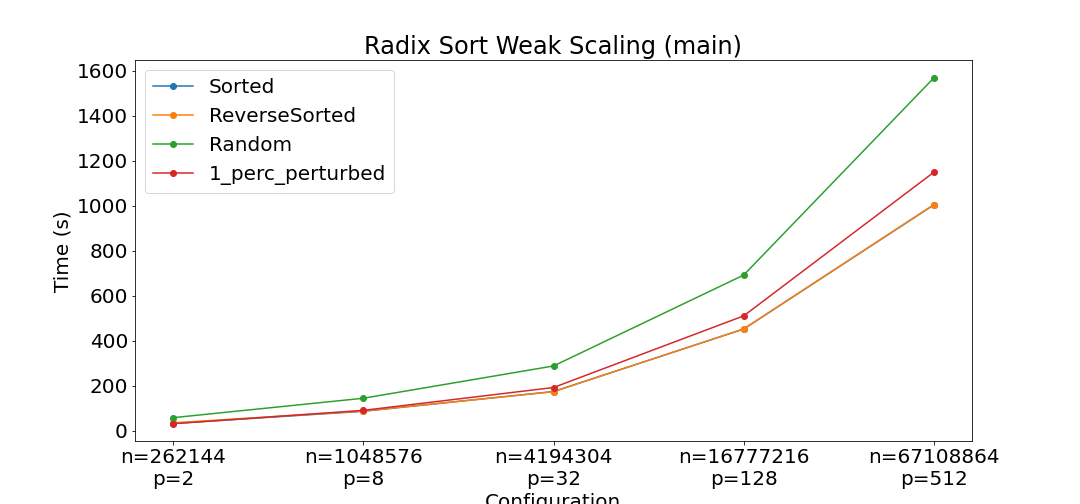 Radix Sort Weak Scaling (main)
Sorted
ReverseSorted
Random
1_perc_perturbed
Time (s)
1600
1400
1200
1000
800
600
400
200
0
n=262144
p=2
n=1048576
p=8
n=4194304
p=32
n=16777216
p=128
n=67108864
p=512
Configuration